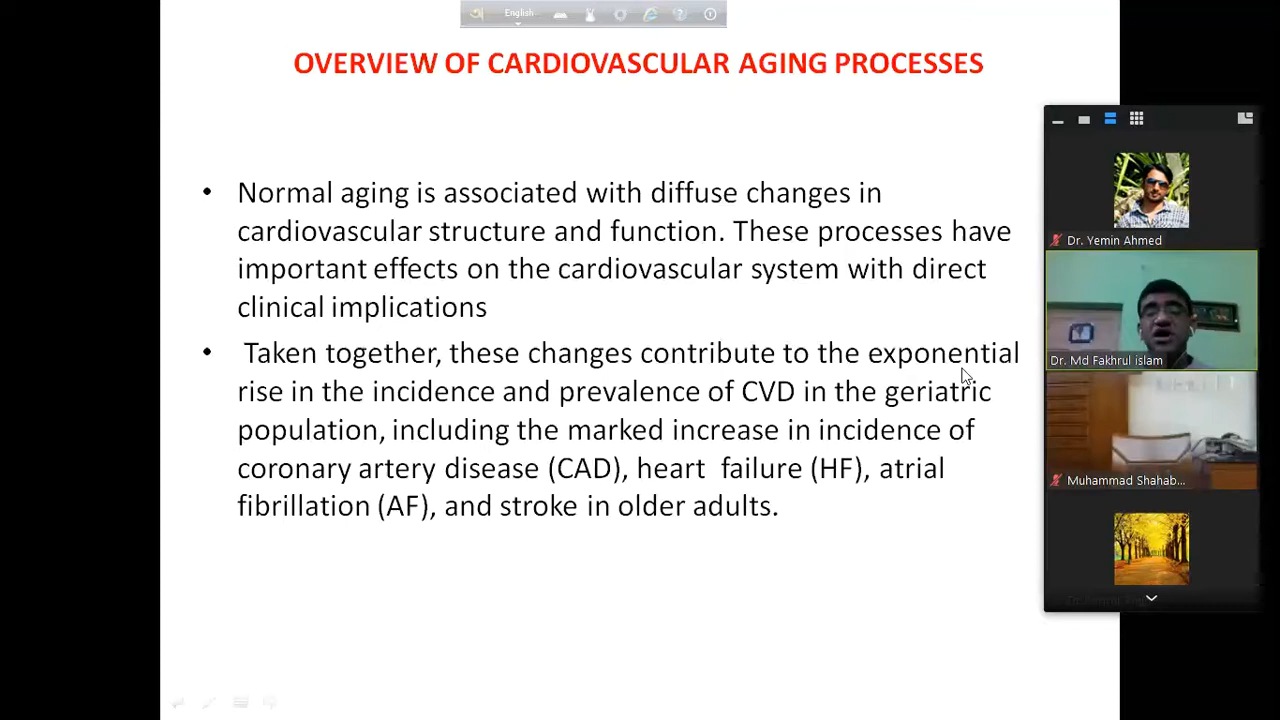 English
OVERVIEW OF CARDIOVASCULAR AGING PROCESSES
• Normal aging is associated with diffuse changes in
cardiovascular structure and function. These processes have
important effects on the cardiovascular system with direct
clinical implications
• Taken together, these changes contribute to the exponential
rise in the incidence and prevalence of CVD in the geriatric
population, including the marked increase in incidence of
coronary artery disease (CAD), heart failure (HF), atrial
fibrillation (AF), and stroke in older adults.
Dr. Yemin Ahmed
Dr. Md Fakhrul islam
Muhammad Shahab...